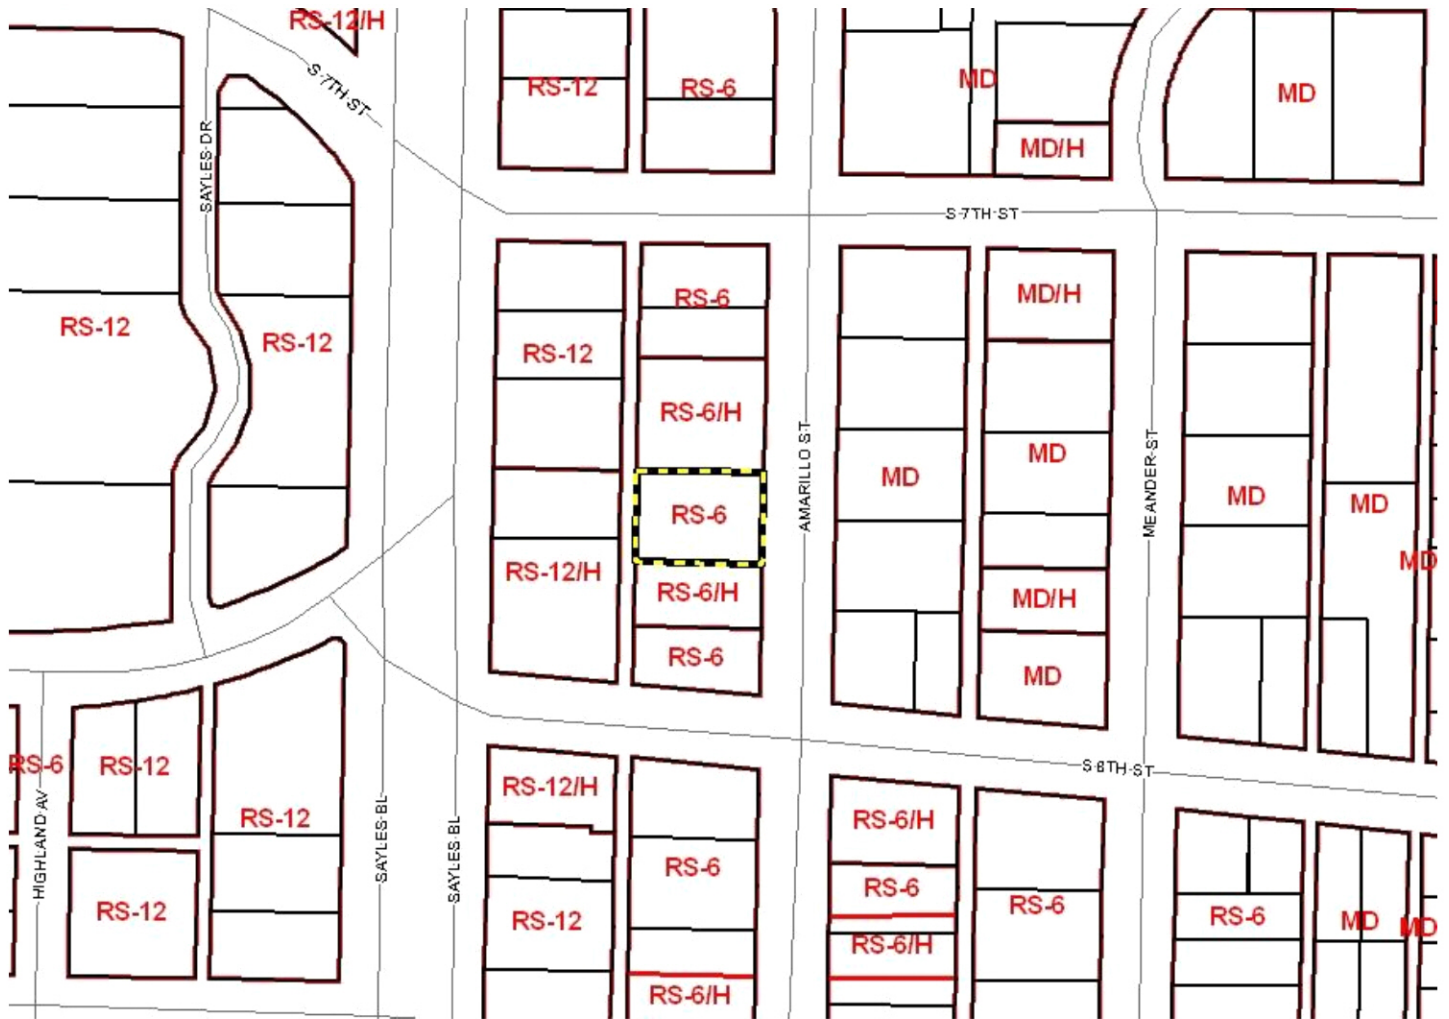 RS-12/H
S 7TH ST
RS-12
RS-6
MD
MD
MD/H
SAYLES DR
S 7TH ST
RS-12
RS-12
RS-12
RS-6
RS-6/H
RS-6
RS-6/H
RS-6
RS-12/H
AMARILLO ST
MD
MD/H
MD
MD/H
MD
MEANDER ST
MD
MD
MD
S 8TH ST
RS-6
HIGHLAND AV
RS-12
RS-12
RS-12
SAYLES BL
SAYLES BL
RS-12/H
RS-12
RS-6
RS-6/H
RS-6/H
RS-6
RS-6/H
RS-6
RS-6
MD
MD